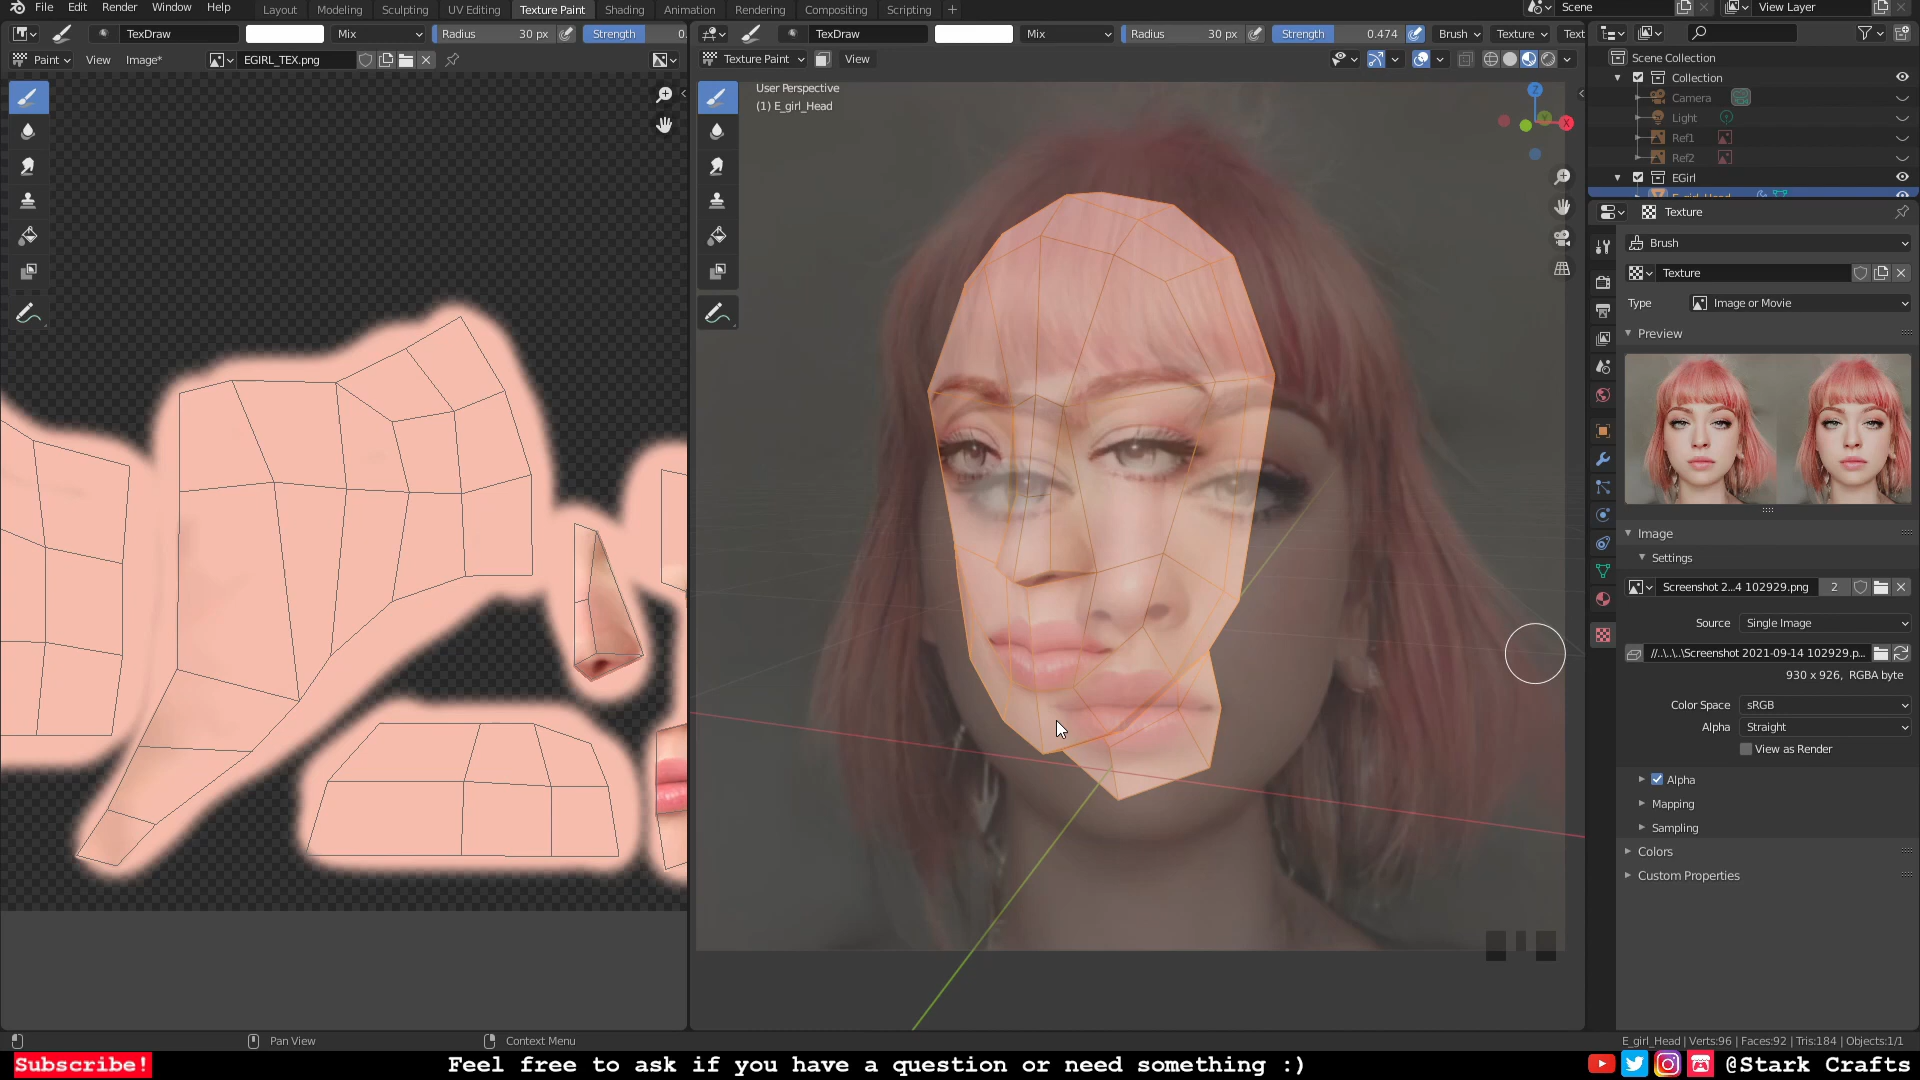 File Edit Render Window Help Layout Modeling Sculpting UV Editing Texture Paint Shading Animation Rendering Compositing Scripting + Scene View Layer
TexDraw Mix Radius 30 px Strength 0. TexDraw Mix Radius 30 px Strength 0.474 Brush Texture Text
Paint View Image* EGIRL_TEX.png Texture Paint View
User Perspective
(1) E_girl_Head
Z
X
Scene Collection
Collection
Camera
Light
Ref1
Ref2
EGirl
Texture
Brush
Texture
Type Image or Movie
Preview
Image
Settings
Screenshot 2...4 102929.png 2
Source Single Image
//..\..\..\Screenshot 2021-09-14 102929.p...
930 x 926, RGBA byte
Color Space sRGB
Alpha Straight
View as Render
Alpha
Mapping
Sampling
Colors
Custom Properties
Pan View Context Menu E_girl_Head | Verts:96 | Faces:92 | Tris:184 | Objects:1/1
Subscribe! Feel free to ask if you have a question or need something :) @Stark Crafts